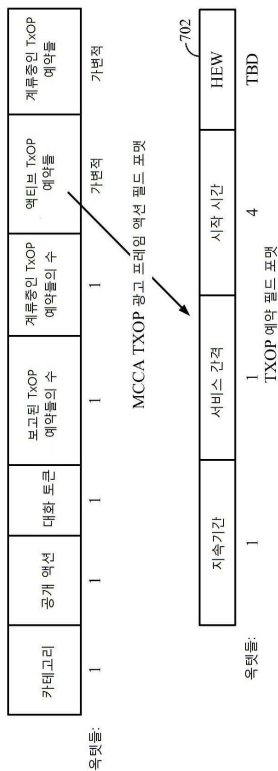 카테고리
공개 액션
대화 토큰
보고된 TxOP
예약들의 수
계류중인 TxOP
예약들의 수
액티브 TxOP
예약들
계류중인 TxOP
예약들
옥텟들:
1
1
1
1
1
가변적
가변적
MCCA TXOP 광고 프레임 액션 필드 포맷
702
지속기간
서비스 간격
시작 시간
HEW
옥텟들:
1
1
4
TBD
TXOP 예약 필드 포맷